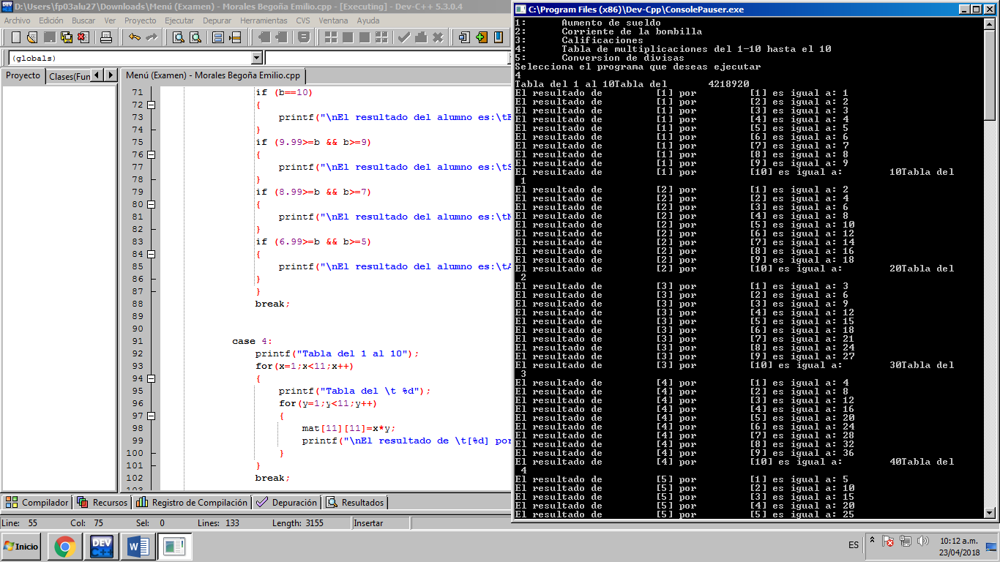 D:\Users\fp03alu27\Downloads\Menú (Examen) - Morales Begoña Emilio.cpp - [Executing] - Dev-C++ 5.3.0.4
Archivo Edición Buscar Ver Proyecto Ejecutar Depurar Herramientas CVS Ventana Ayuda
(globals)
Proyecto Clases(Fun
Menú (Examen) - Morales Begoña Emilio.cpp
71 if (b==10)
72 {
73 printf("\nEl resultado del alumno es:\tE
74 }
75 if (9.99>=b && b>=9)
76 {
77 printf("\nEl resultado del alumno es:\tS
78 }
79 if (8.99>=b && b>=7)
80 {
81 printf("\nEl resultado del alumno es:\tN
82 }
83 if (6.99>=b && b>=5)
84 {
85 printf("\nEl resultado del alumno es:\tA
86 }
87 }
88 break;
89
90
91 case 4:
92 printf("Tabla del 1 al 10");
93 for(x=1;x<11;x++)
94 {
95 printf("Tabla del \t %d");
96 for(y=1;y<11;y++)
97 {
98 mat[11][11]=x*y;
99 printf("\nEl resultado de \t[%d] por
100 }
101 }
102 break;
103
Compilador Recursos Registro de Compilación Depuración Resultados
Line: 55 Col: 75 Sel: 0 Lines: 133 Length: 3155 Insertar
C:\Program Files (x86)\Dev-Cpp\ConsolePauser.exe
1: Aumento de sueldo
2: Corriente de la bombilla
3: Calificaciones
4: Tabla de multiplicaciones del 1-10 hasta el 10
5: Conversion de divisas
Selecciona el programa que deseas ejecutar
4
Tabla del 1 al 10Tabla del 4218920
El resultado de [1] por [1] es igual a: 1
El resultado de [1] por [2] es igual a: 2
El resultado de [1] por [3] es igual a: 3
El resultado de [1] por [4] es igual a: 4
El resultado de [1] por [5] es igual a: 5
El resultado de [1] por [6] es igual a: 6
El resultado de [1] por [7] es igual a: 7
El resultado de [1] por [8] es igual a: 8
El resultado de [1] por [9] es igual a: 9
El resultado de [1] por [10] es igual a: 10Tabla del
1
El resultado de [2] por [1] es igual a: 2
El resultado de [2] por [2] es igual a: 4
El resultado de [2] por [3] es igual a: 6
El resultado de [2] por [4] es igual a: 8
El resultado de [2] por [5] es igual a: 10
El resultado de [2] por [6] es igual a: 12
El resultado de [2] por [7] es igual a: 14
El resultado de [2] por [8] es igual a: 16
El resultado de [2] por [9] es igual a: 18
El resultado de [2] por [10] es igual a: 20Tabla del
2
El resultado de [3] por [1] es igual a: 3
El resultado de [3] por [2] es igual a: 6
El resultado de [3] por [3] es igual a: 9
El resultado de [3] por [4] es igual a: 12
El resultado de [3] por [5] es igual a: 15
El resultado de [3] por [6] es igual a: 18
El resultado de [3] por [7] es igual a: 21
El resultado de [3] por [8] es igual a: 24
El resultado de [3] por [9] es igual a: 27
El resultado de [3] por [10] es igual a: 30Tabla del
3
El resultado de [4] por [1] es igual a: 4
El resultado de [4] por [2] es igual a: 8
El resultado de [4] por [3] es igual a: 12
El resultado de [4] por [4] es igual a: 16
El resultado de [4] por [5] es igual a: 20
El resultado de [4] por [6] es igual a: 24
El resultado de [4] por [7] es igual a: 28
El resultado de [4] por [8] es igual a: 32
El resultado de [4] por [9] es igual a: 36
El resultado de [4] por [10] es igual a: 40Tabla del
4
El resultado de [5] por [1] es igual a: 5
El resultado de [5] por [2] es igual a: 10
El resultado de [5] por [3] es igual a: 15
El resultado de [5] por [4] es igual a: 20
El resultado de [5] por [5] es igual a: 25
Inicio
DEV C++
ES
10:12 a.m.
23/04/2018